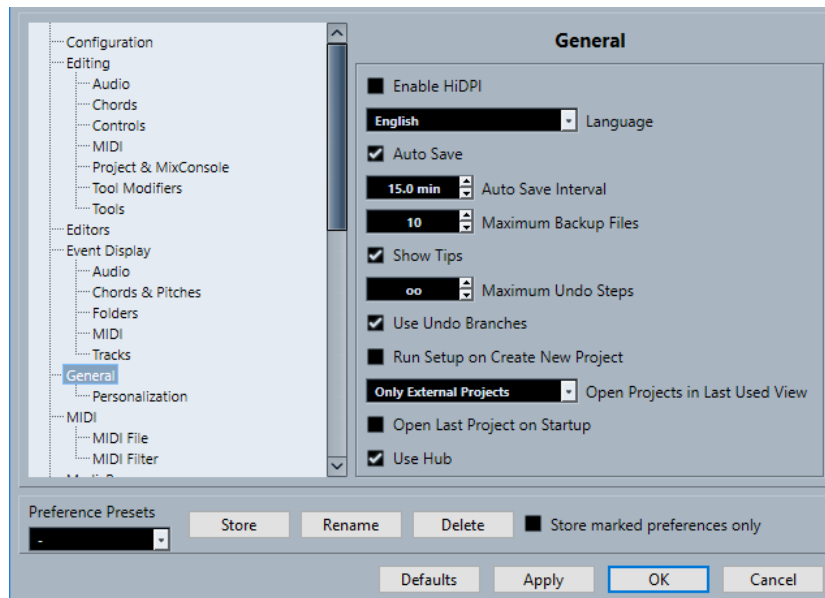 Configuration
Editing
Audio
Chords
Controls
MIDI
Project & MixConsole
Tool Modifiers
Tools
Editors
Event Display
Audio
Chords & Pitches
Folders
MIDI
Tracks
General
Personalization
MIDI
MIDI File
MIDI Filter
General
Enable HiDPI
English Language
Auto Save
15.0 min Auto Save Interval
10 Maximum Backup Files
Show Tips
oo Maximum Undo Steps
Use Undo Branches
Run Setup on Create New Project
Only External Projects Open Projects in Last Used View
Open Last Project on Startup
Use Hub
Preference Presets
-
Store Rename Delete Store marked preferences only
Defaults Apply OK Cancel